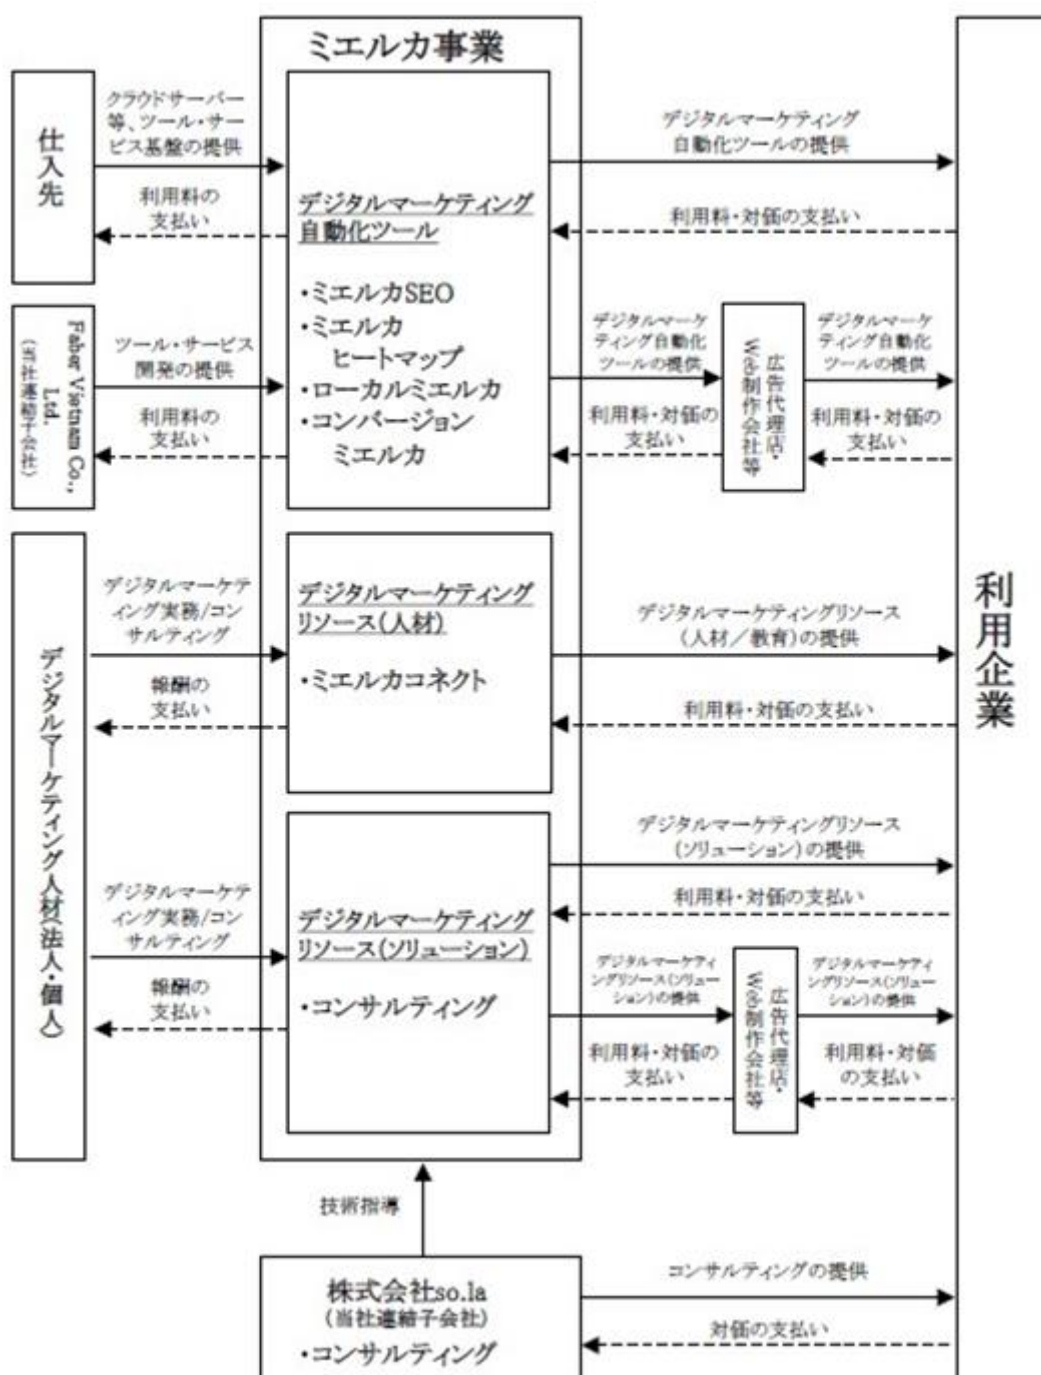 ミエルカ事業
仕入先
クラウドサーバー
等、ツール・サー
ビス基盤の提供
利用料の
支払い
Faber Vietnam Co.,
Ltd.
(当社連結子会社)
ツール・サービス
開発の提供
利用料の
支払い
デジタルマーケティング
自動化ツール
・ミエルカSEO
・ミエルカ
ヒートマップ
・ローカルミエルカ
・コンバージョン
ミエルカ
デジタルマーケティング
自動化ツールの提供
利用料・対価の支払い
デジタルマーケ
ティング自動化
ツールの提供
利用料・対価の
支払い
広告代理店・
Web制作会社等
デジタルマーケ
ティング自動化
ツールの提供
利用料・対価の
支払い
利用企業
デジタルマーケティング人材(法人・個人)
デジタルマーケテ
ィング実務/コン
サルティング
報酬の
支払い
デジタルマーケティング
リソース(人材)
・ミエルカコネクト
デジタルマーケティングリソース
(人材／教育)の提供
利用料・対価の支払い
デジタルマーケテ
ィング実務/コン
サルティング
報酬の
支払い
デジタルマーケティング
リソース(ソリューション)
・コンサルティング
デジタルマーケティングリソース
(ソリューション)の提供
利用料・対価の支払い
デジタルマーケティ
ングリソース(ソリュー
ション)の提供
利用料・対価の
支払い
広告代理店・
Web制作会社等
デジタルマーケティ
ングリソース(ソリュー
ション)の提供
利用料・対価
の支払い
技術指導
株式会社so.la
(当社連結子会社)
・コンサルティング
コンサルティングの提供
対価の支払い